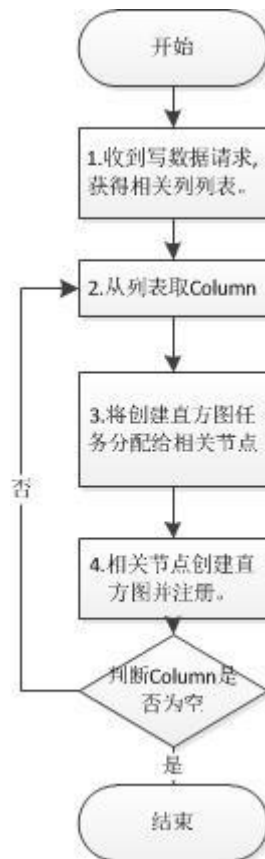 开始
1.收到写数据请求,
获得相关列列表。
2.从列表取Column
3.将创建直方图任
务分配给相关节点
4.相关节点创建直
方图并注册。
否
判断Column是
否为空
是
结束